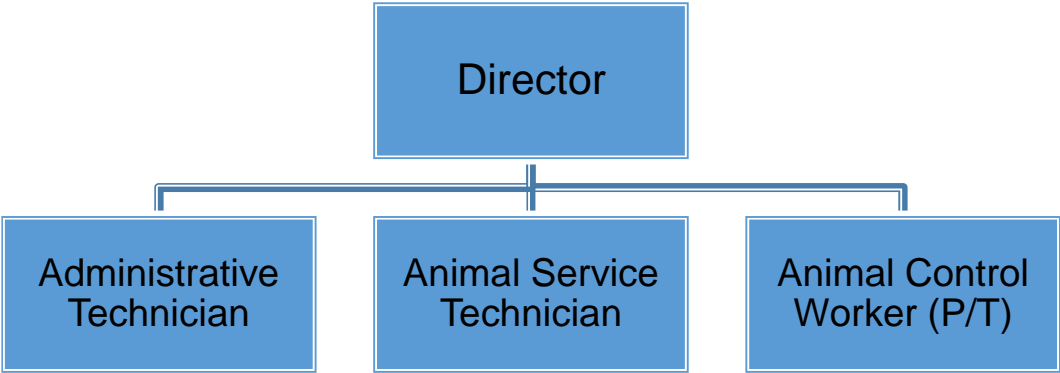 Director
Administrative
Technician
Animal Service
Technician
Animal Control
Worker (P/T)